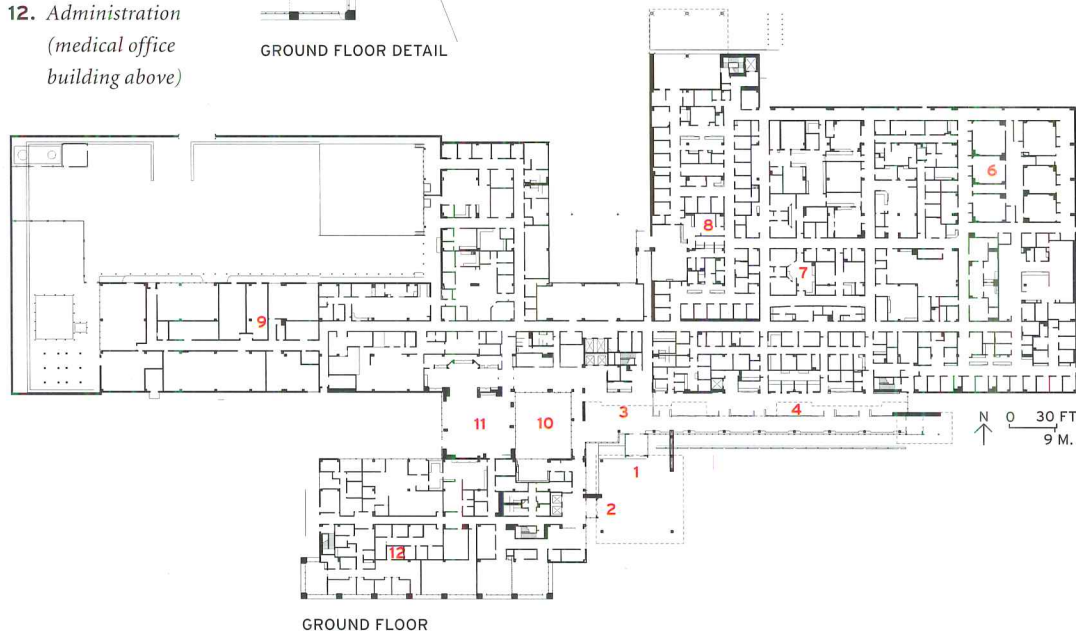 12. Administration
(medical office
building above)
GROUND FLOOR DETAIL
6
8
7
9
3
4
11
10
N 0 30 FT
9 M.
1
2
12
GROUND FLOOR